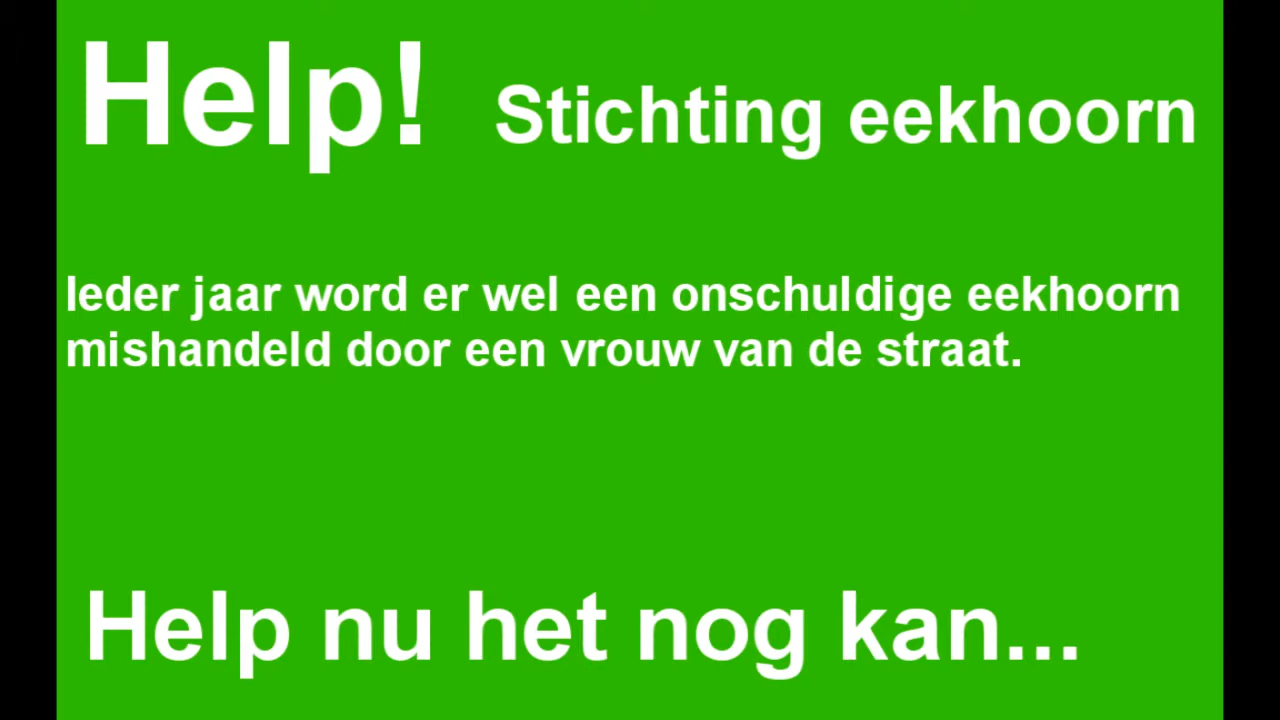 Help! Stichting eekhoorn
Ieder jaar word er wel een onschuldige eekhoorn
mishandeld door een vrouw van de straat.
Help nu het nog kan...